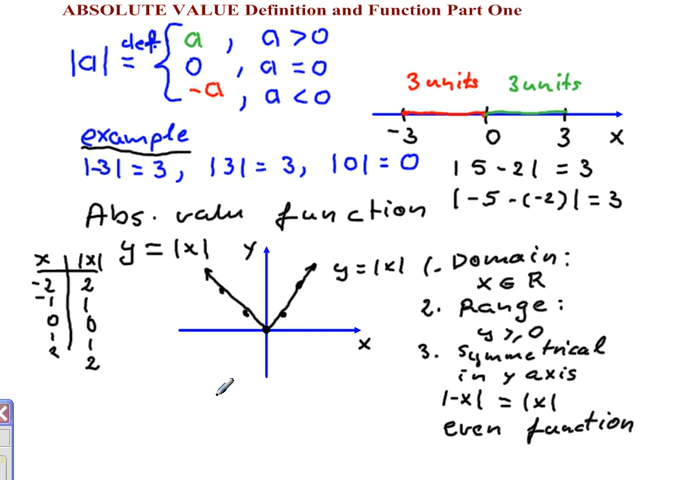 ABSOLUTE VALUE Definition and Function Part One
|a| def= { a , a > 0
0 , a = 0
-a , a < 0
3 units 3 units
-3 0 3 x
example
|-3| = 3, |3| = 3, |0| = 0
|5 - 2| = 3
|-5 - (-2)| = 3
Abs. value function
y = |x|
x |x|
-2 2
-1 1
0 0
1 1
2 2
y
x
y = |x|
1. Domain:
x ∈ R
2. Range:
y ≥ 0
3. Symmetrical
in y axis
|-x| = |x|
even function